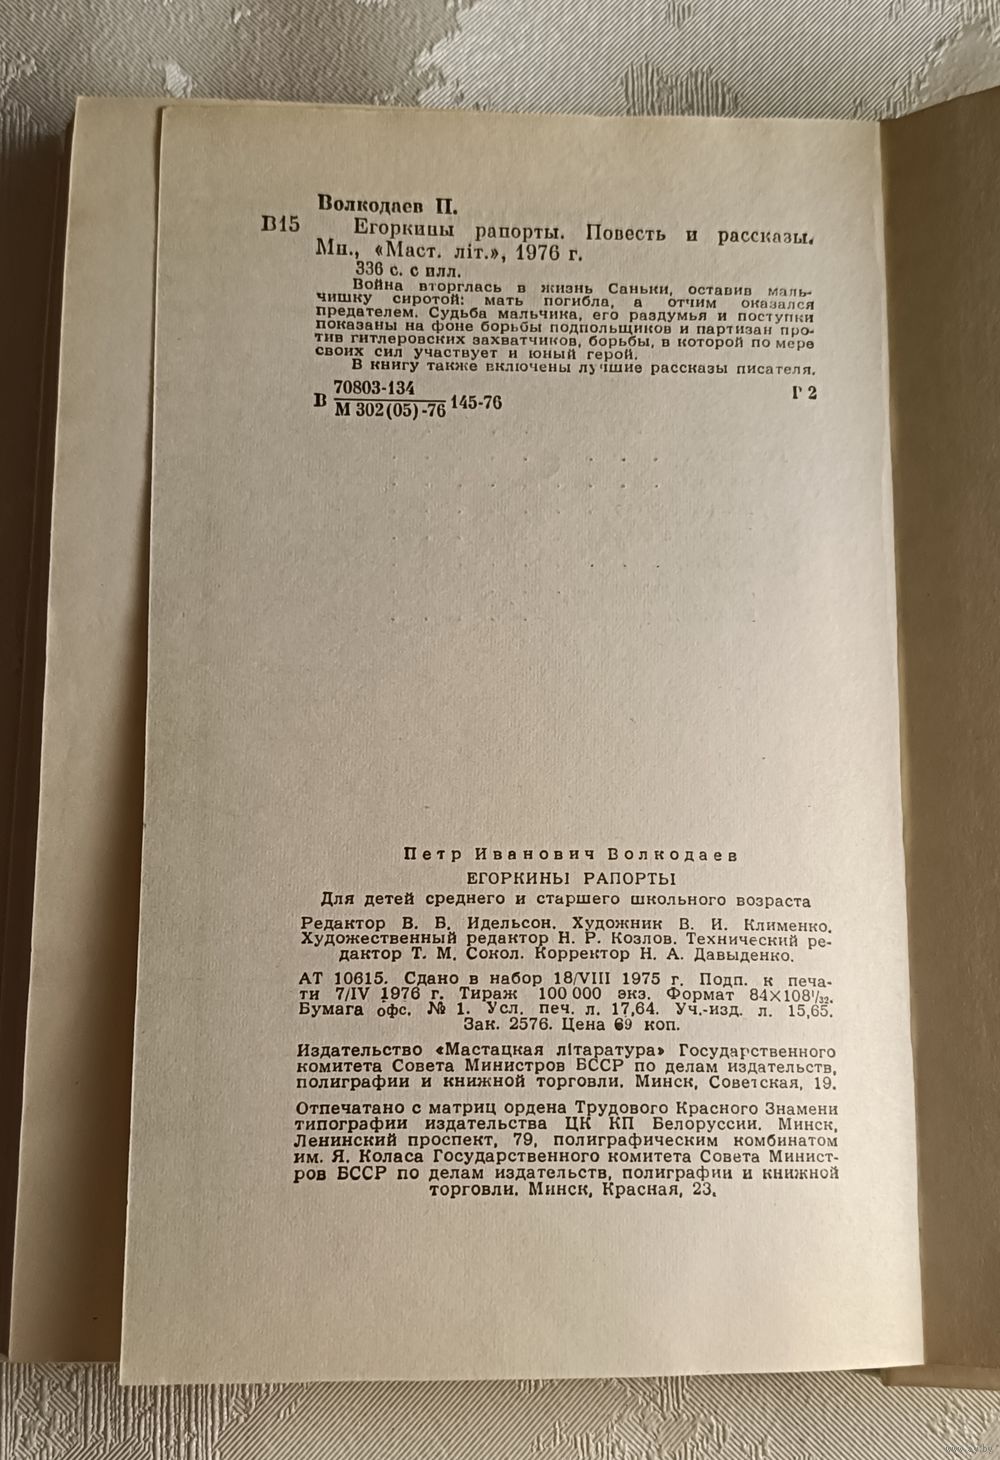 Волкодаев П.
В15 Егоркины рапорты. Повесть и рассказы.
Мн., «Маст. літ.», 1976 г.
336 с. с илл.
Война вторглась в жизнь Саньки, оставив маль-
чишку сиротой: мать погибла, а отчим оказался
предателем. Судьба мальчика, его раздумья и поступки
показаны на фоне борьбы подпольщиков и партизан про-
тив гитлеровских захватчиков, борьбы, в которой по мере
своих сил участвует и юный герой.
В книгу также включены лучшие рассказы писателя.
В 70803-134
М 302(05)-76 145-76 Г 2
Петр Иванович Волкодаев
ЕГОРКИНЫ РАПОРТЫ
Для детей среднего и старшего школьного возраста
Редактор В. Б. Идельсон. Художник В. И. Клименко.
Художественный редактор Н. Р. Козлов. Технический ре-
дактор Т. М. Сокол. Корректор Н. А. Давыденко.
АТ 10615. Сдано в набор 18/VIII 1975 г. Подп. к печа-
ти 7/IV 1976 г. Тираж 100 000 экз. Формат 84×108¹/₃₂.
Бумага офс. № 1. Усл. печ. л. 17,64. Уч.-изд. л. 15,65.
Зак. 2576. Цена 69 коп.
Издательство «Мастацкая літаратура» Государственного
комитета Совета Министров БССР по делам издательств,
полиграфии и книжной торговли. Минск, Советская, 19.
Отпечатано с матриц ордена Трудового Красного Знамени
типографии издательства ЦК КП Белоруссии. Минск,
Ленинский проспект, 79, полиграфическим комбинатом
им. Я. Коласа Государственного комитета Совета Минист-
ров БССР по делам издательств, полиграфии и книжной
торговли. Минск, Красная, 23.
www.ay.by